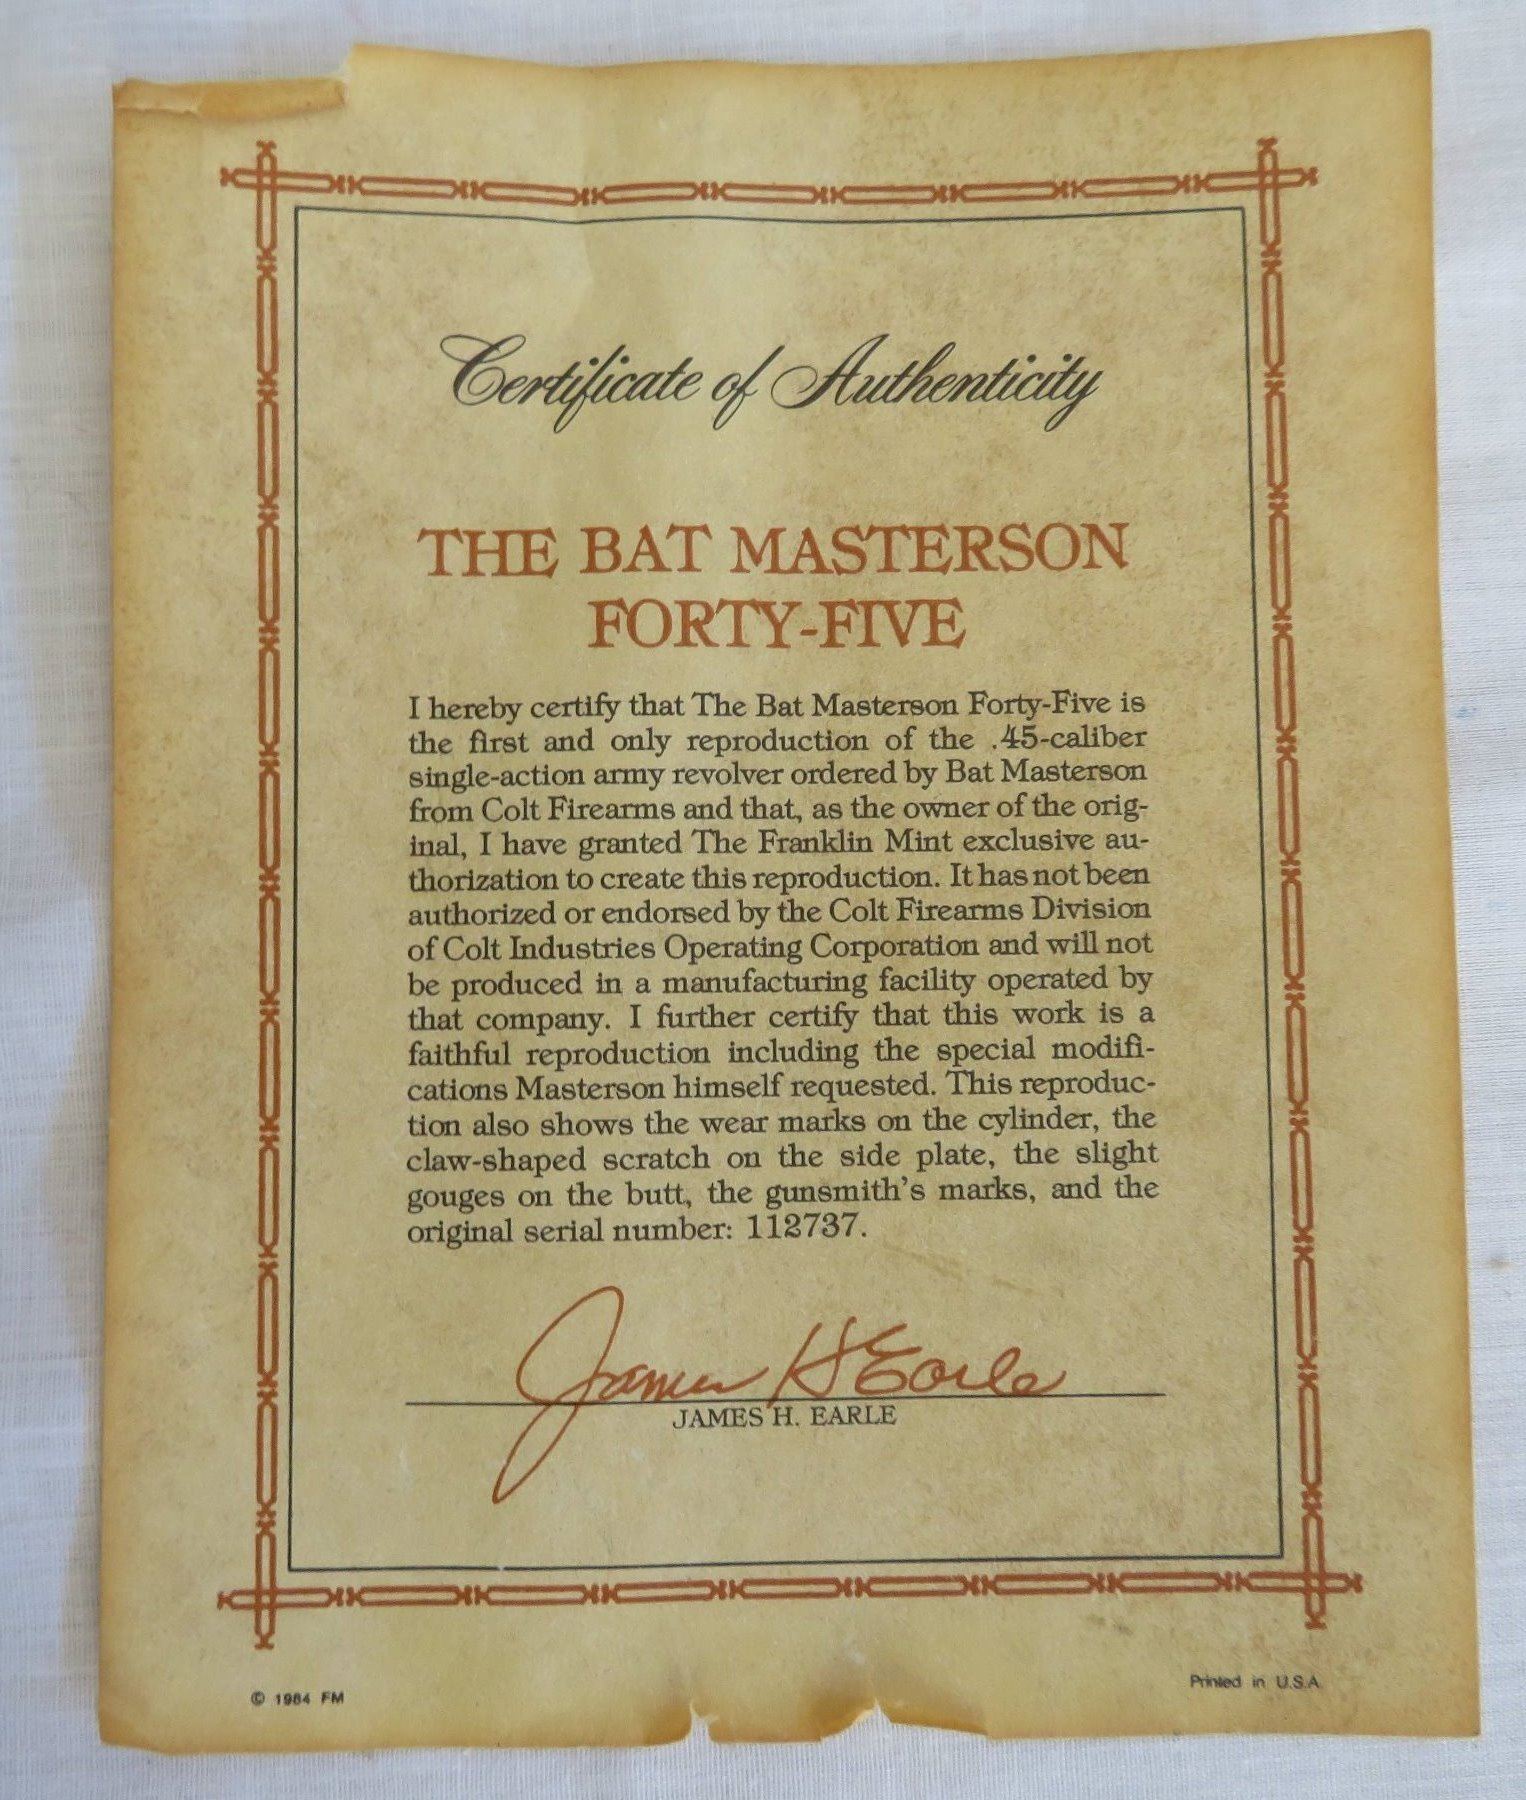 Certificate of Authenticity
THE BAT MASTERSON
FORTY-FIVE
I hereby certify that The Bat Masterson Forty-Five is
the first and only reproduction of the .45-caliber
single-action army revolver ordered by Bat Masterson
from Colt Firearms and that, as the owner of the orig-
inal, I have granted The Franklin Mint exclusive au-
thorization to create this reproduction. It has not been
authorized or endorsed by the Colt Firearms Division
of Colt Industries Operating Corporation and will not
be produced in a manufacturing facility operated by
that company. I further certify that this work is a
faithful reproduction including the special modifi-
cations Masterson himself requested. This reproduc-
tion also shows the wear marks on the cylinder, the
claw-shaped scratch on the side plate, the slight
gouges on the butt, the gunsmith's marks, and the
original serial number: 112737.
James H Earle
JAMES H. EARLE
© 1984 FM
Printed in U.S.A.